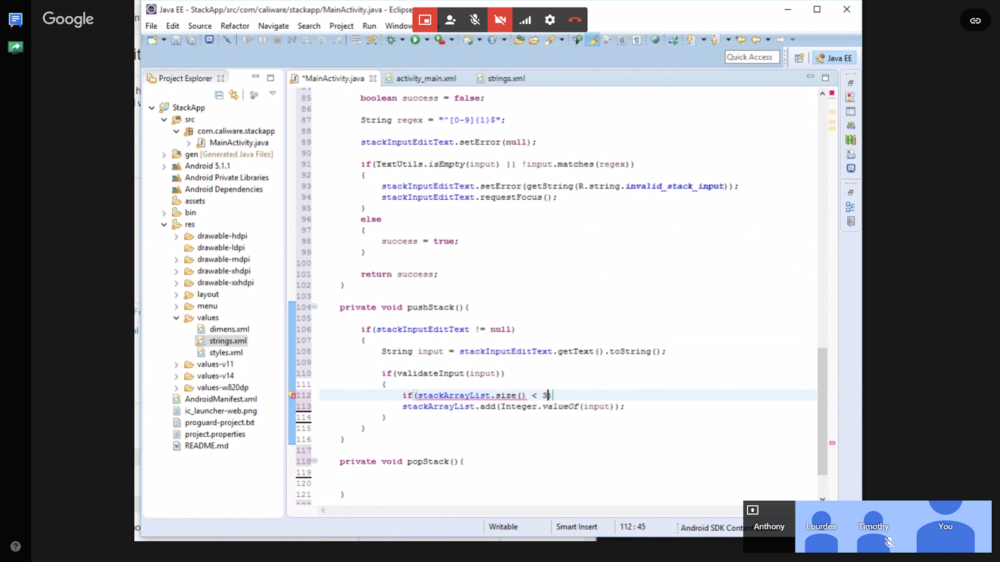 Google
Java EE - StackApp/src/com/caliware/stackapp/MainActivity.java - Eclipse
File Edit Source Refactor Navigate Search Project Run Window
Quick Access
Java EE
Project Explorer
*MainActivity.java
activity_main.xml
strings.xml
StackApp
src
com.caliware.stackapp
MainActivity.java
gen [Generated Java Files]
Android 5.1.1
Android Private Libraries
Android Dependencies
assets
bin
res
drawable-hdpi
drawable-ldpi
drawable-mdpi
drawable-xhdpi
drawable-xxhdpi
layout
menu
values
dimens.xml
strings.xml
styles.xml
values-v11
values-v14
values-w820dp
AndroidManifest.xml
ic_launcher-web.png
proguard-project.txt
project.properties
README.md
85 boolean success = false;
86
87 String regex = "^[0-9]{1}$";
88
89 stackInputEditText.setError(null);
90
91 if(TextUtils.isEmpty(input) || !input.matches(regex))
92 {
93 stackInputEditText.setError(getString(R.string.invalid_stack_input));
94 stackInputEditText.requestFocus();
95 }
96 else
97 {
98 success = true;
99 }
100
101 return success;
102 }
103
104 private void pushStack(){
105
106 if(stackInputEditText != null)
107 {
108 String input = stackInputEditText.getText().toString();
109
110 if(validateInput(input))
111 {
112 if(stackArrayList.size() < 3)
113 stackArrayList.add(Integer.valueOf(input));
114 }
115 }
116 }
117
118 private void popStack(){
119
120
121 }
Writable
Smart Insert
112 : 45
Android SDK Conten
Anthony
Lourdes
Timothy
You